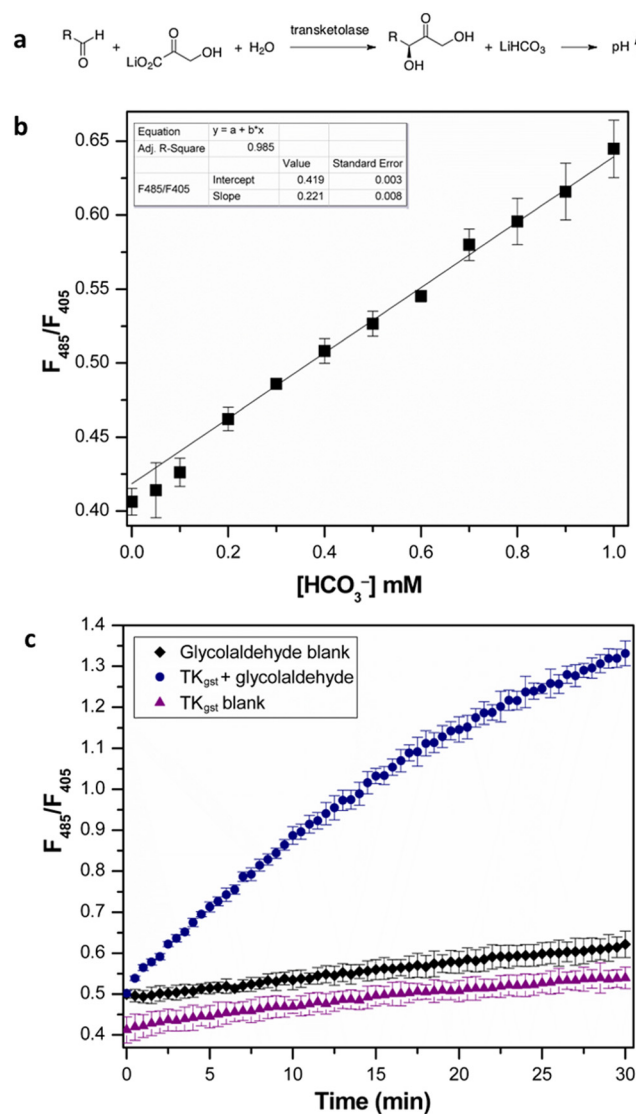 a
R
O
+
LiO₂C
O
OH
+ H₂O
transketolase
R
O
OH
OH
+ LiHCO₃
pH
b
Equation y = a + b*x
Adj. R-Square 0.985
Value Standard Error
F485/F405 Intercept 0.419 0.003
Slope 0.221 0.008
F₄₈₅/F₄₀₅
0.65
0.60
0.55
0.50
0.45
0.40
0.0 0.2 0.4 0.6 0.8 1.0
[HCO₃⁻] mM
c
Glycolaldehyde blank
TKgst + glycolaldehyde
TKgst blank
F₄₈₅/F₄₀₅
1.4
1.3
1.2
1.1
1.0
0.9
0.8
0.7
0.6
0.5
0.4
0 5 10 15 20 25 30
Time (min)